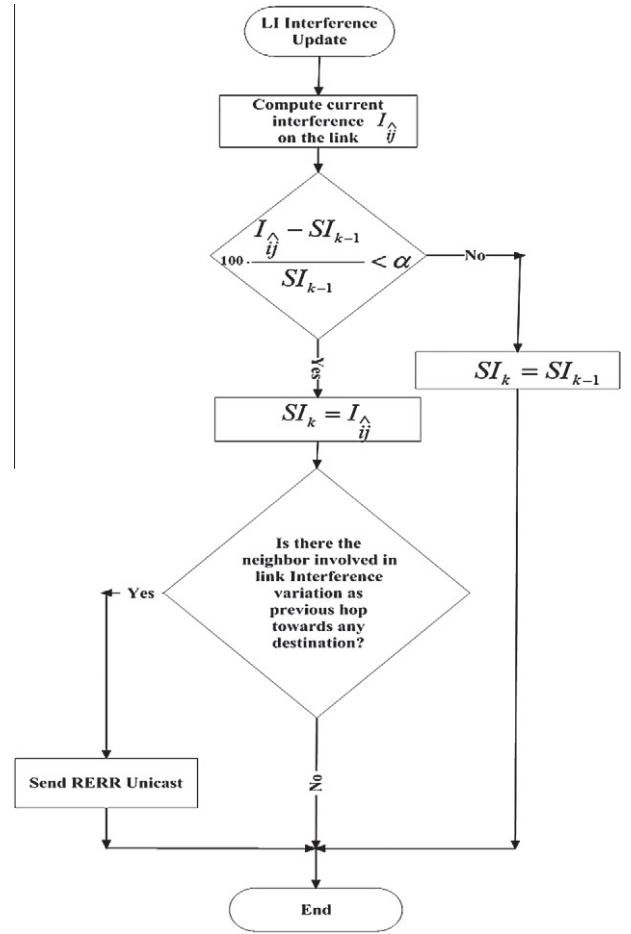 LI Interference
Update
Compute current
interference
on the link I_{\hat{ij}}
100 · \frac{I_{\hat{ij}} - SI_{k-1}}{SI_{k-1}} < α
No
Yes
SI_k = SI_{k-1}
SI_k = I_{\hat{ij}}
Is there the
neighbor involved in
link Interference
variation as
previous hop
towards any
destination?
Yes
Send RERR Unicast
No
End